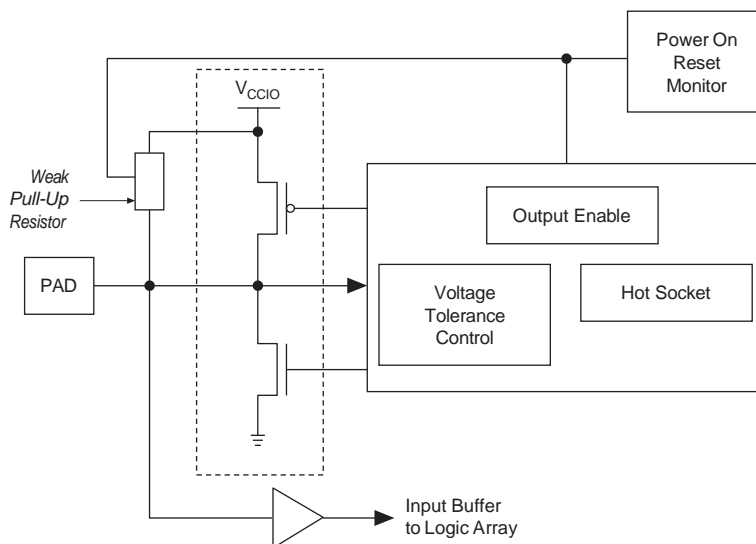 Power On
Reset
Monitor
V_CCIO
Weak
Pull-Up
Resistor
Output Enable
PAD
Voltage
Tolerance
Control
Hot Socket
Input Buffer
to Logic Array